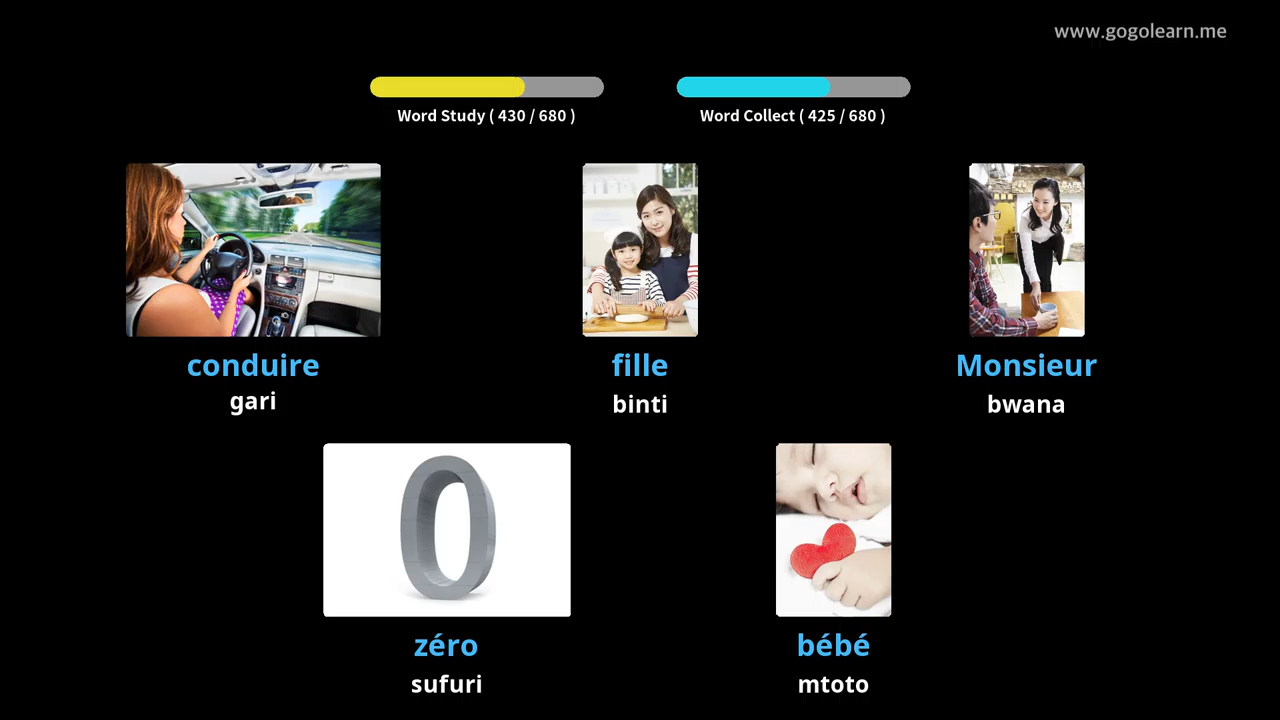 www.gogolearn.me
Word Study ( 430 / 680 )
Word Collect ( 425 / 680 )
conduire
gari
fille
binti
Monsieur
bwana
0
zéro
sufuri
bébé
mtoto